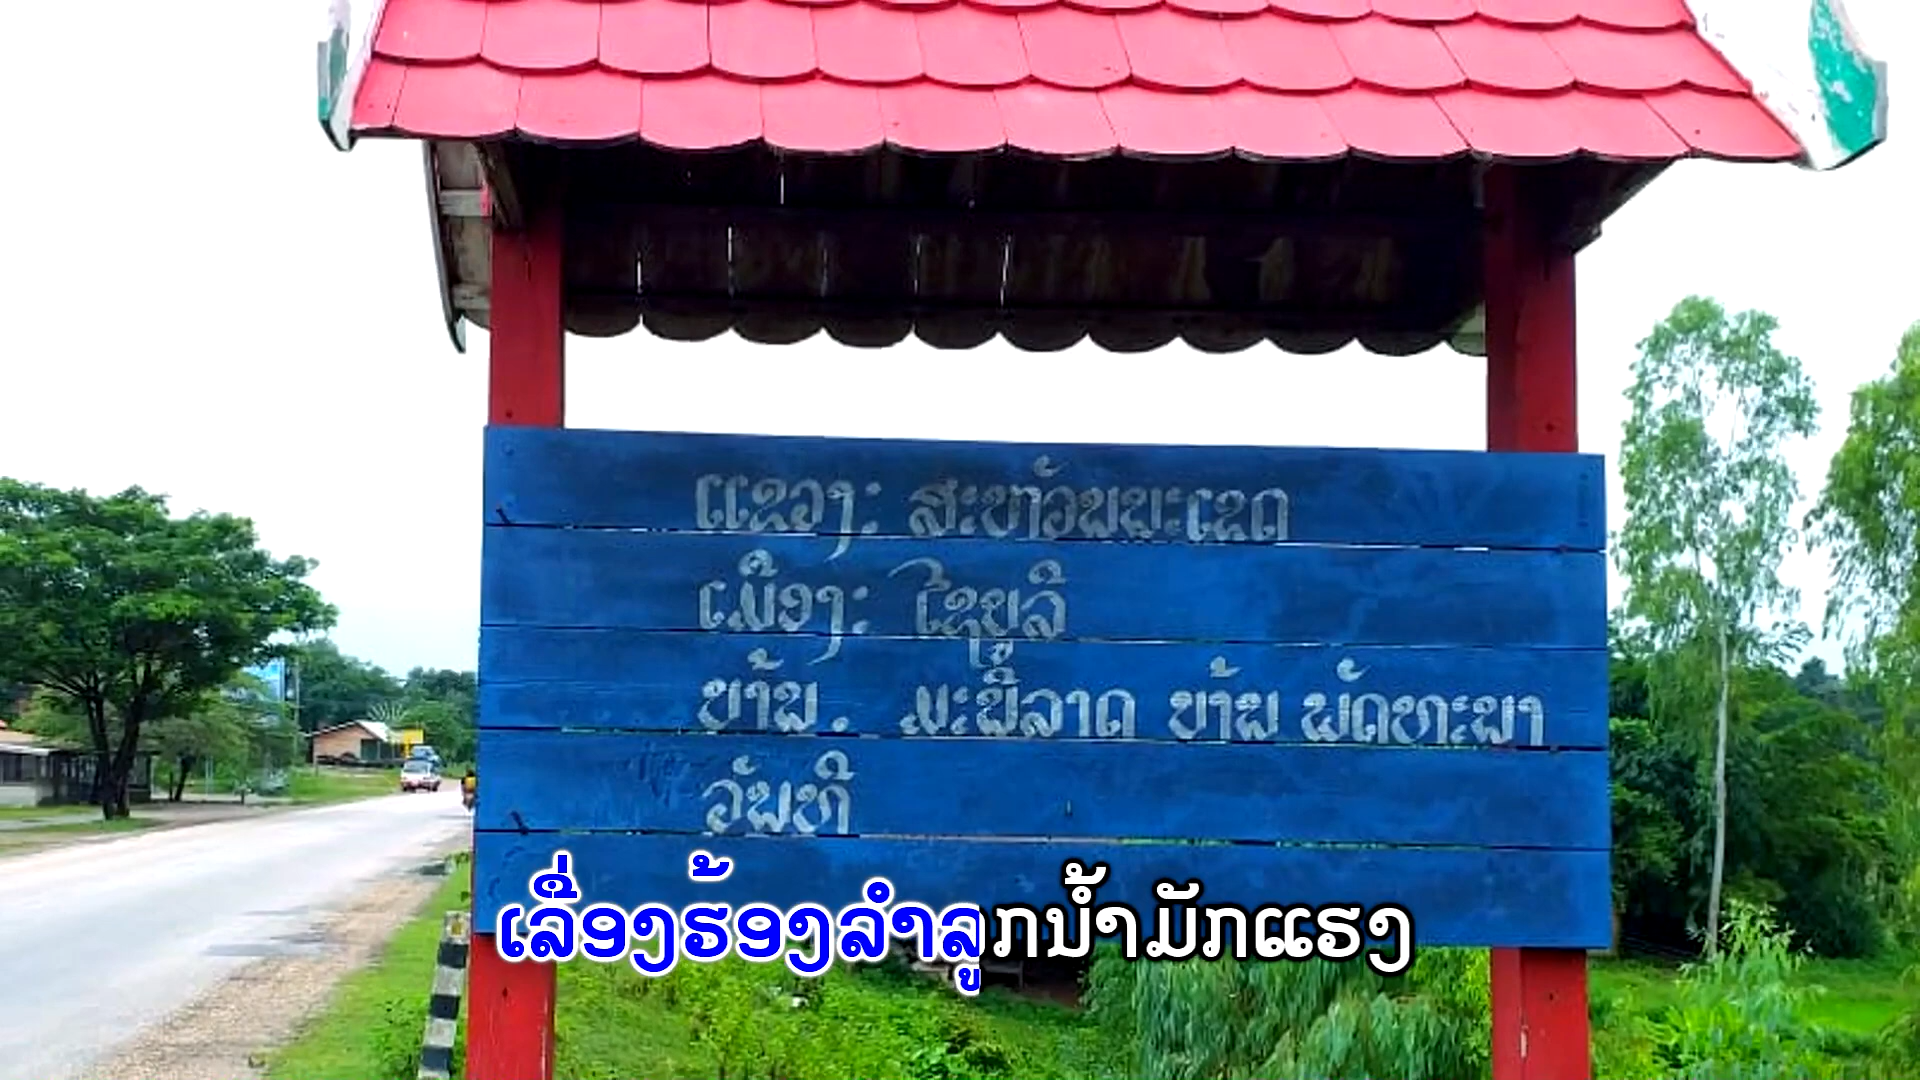 ແຂວງ: ສະຫວັນນະເຂດ
ເມືອງ: ໄຊບູລີ
ບ້ານ. ມະນີລາດ ບ້ານ ພັດທະນາ
ອັນທີ
ເລື່ອງຮ້ອງລຳລູກນ້ຳມັກແຮງ